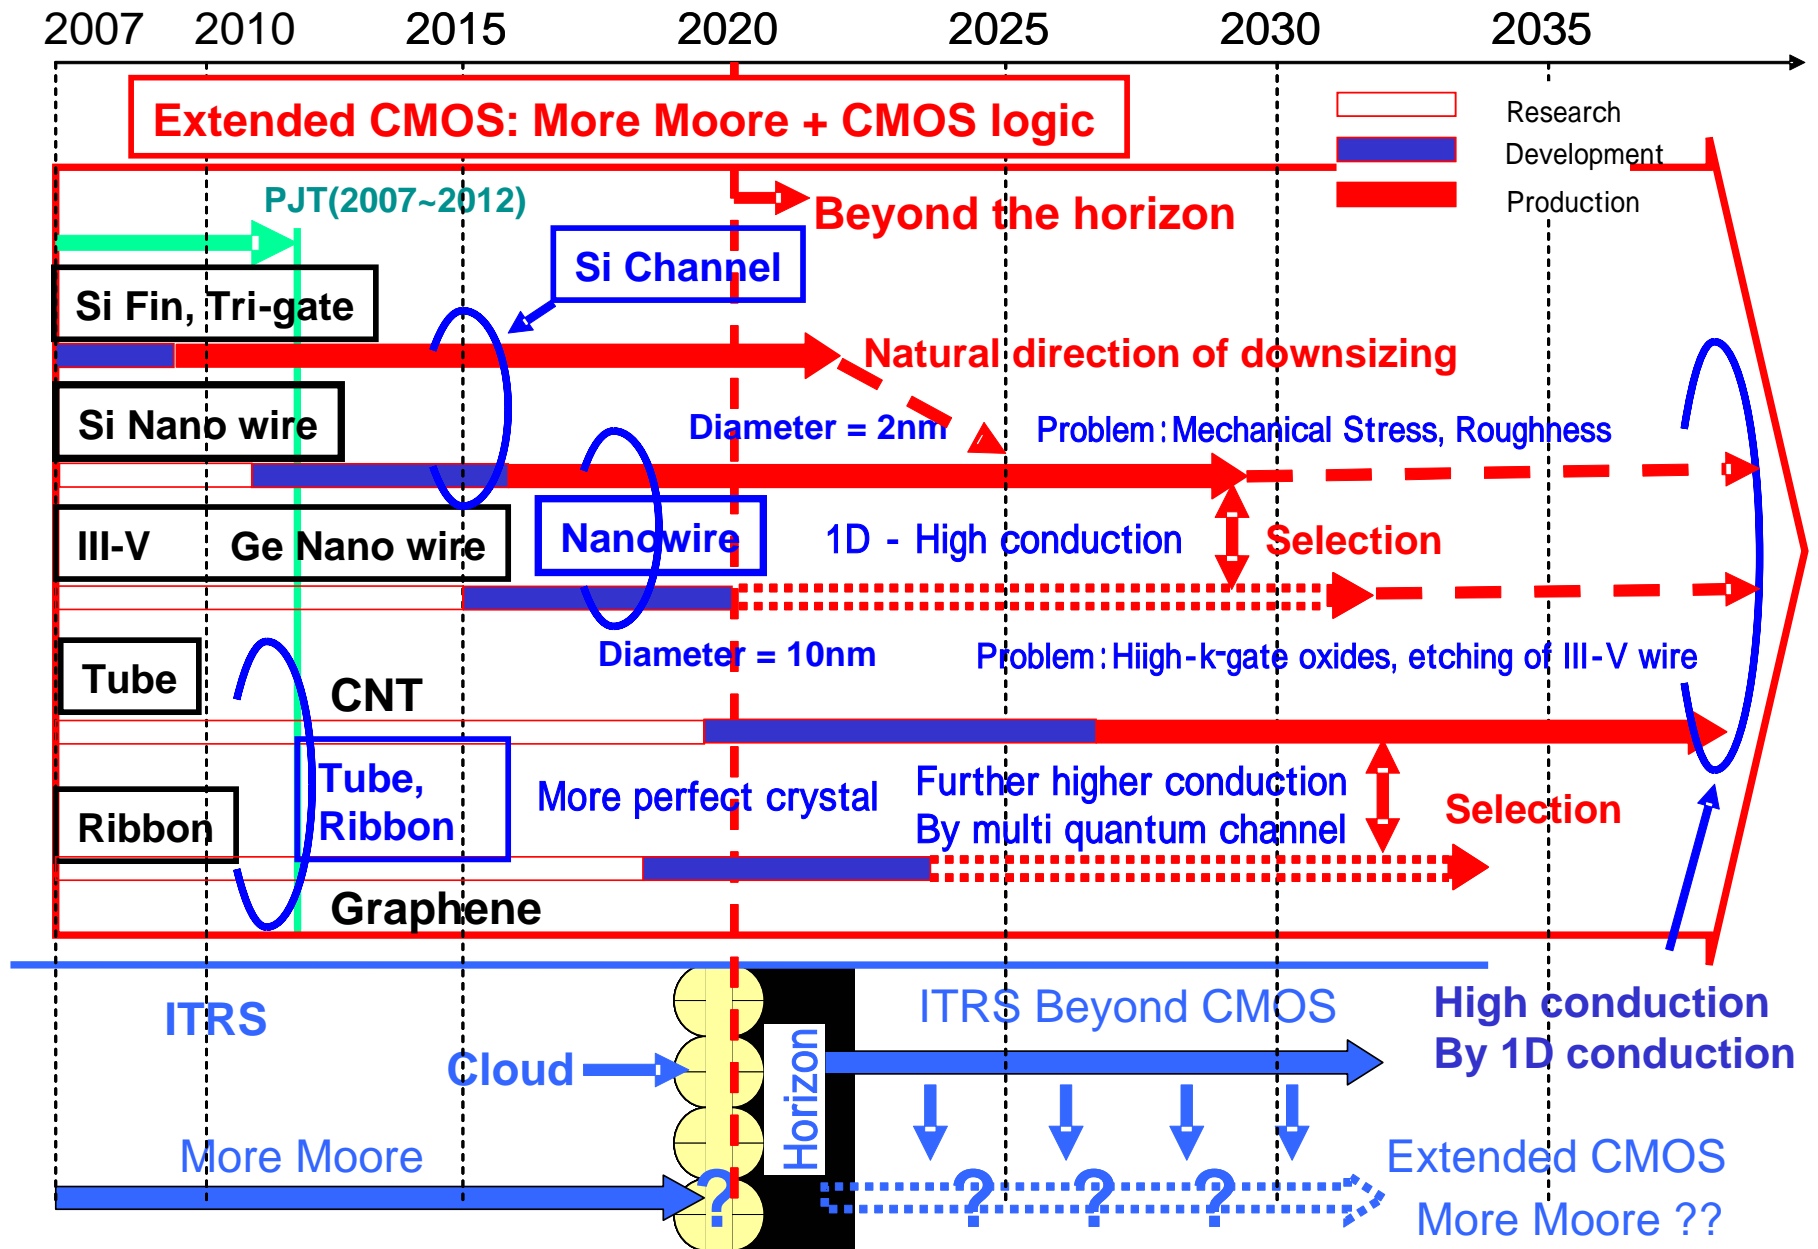 2007 2010 2015 2020 2025 2030 2035
Extended CMOS: More Moore + CMOS logic
Research
Development
Production
PJT(2007~2012)
Beyond the horizon
Si Channel
Si Fin, Tri-gate
Natural direction of downsizing
Si Nano wire
Diameter = 2nm
Problem:Mechanical Stress, Roughness
III-V Ge Nano wire
Nanowire
1D - High conduction
Selection
Diameter = 10nm
Problem:Hiigh-k-gate oxides, etching of III-V wire
Tube
CNT
Tube,
Ribbon
More perfect crystal
Further higher conduction
By multi quantum channel
Selection
Ribbon
Graphene
ITRS
Cloud
Horizon
ITRS Beyond CMOS
High conduction
By 1D conduction
More Moore
?
? ? ?
Extended CMOS
More Moore ??